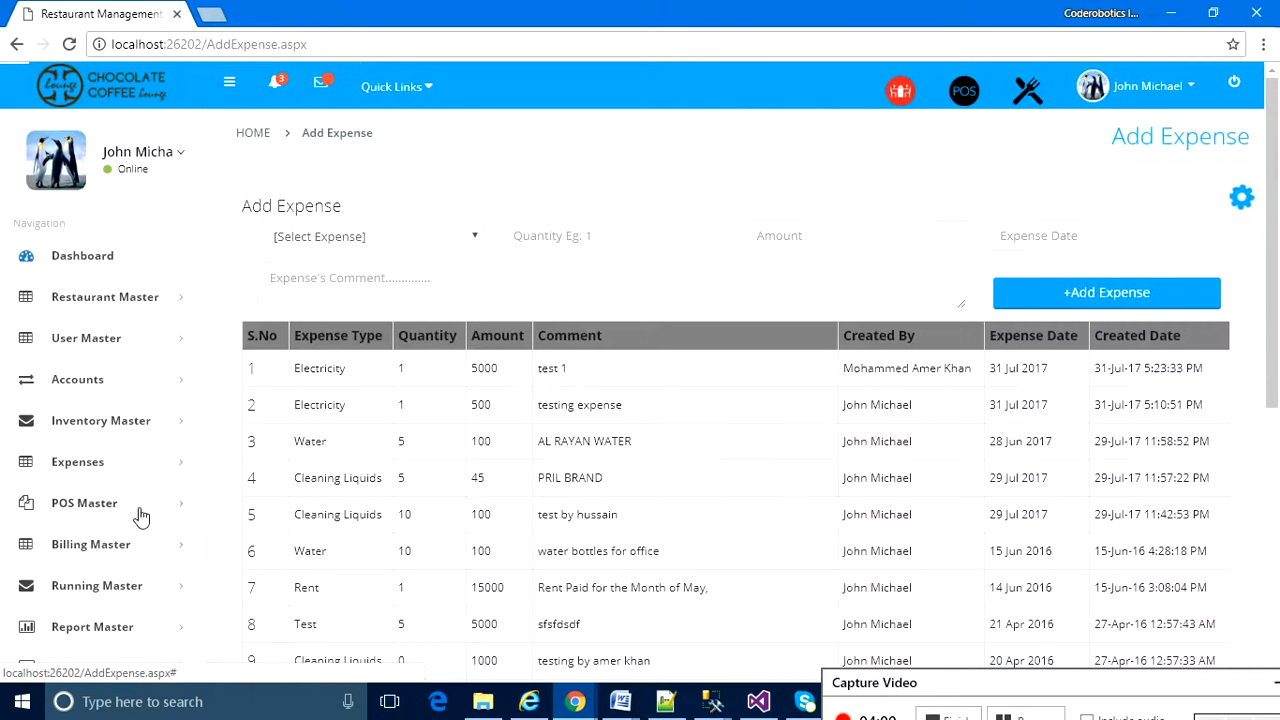 Restaurant Management
Coderobotics I...
localhost:26202/AddExpense.aspx
CHOCOLATE
COFFEE Lounge
Lounge
3
Quick Links
POS
John Michael
John Micha
Online
HOME > Add Expense
Add Expense
Navigation
Dashboard
Restaurant Master
User Master
Accounts
Inventory Master
Expenses
POS Master
Billing Master
Running Master
Report Master
Add Expense
[Select Expense] Quantity Eg. 1 Amount Expense Date
Expense's Comment..............
+Add Expense
S.No Expense Type Quantity Amount Comment Created By Expense Date Created Date
1 Electricity 1 5000 test 1 Mohammed Amer Khan 31 Jul 2017 31-Jul-17 5:23:33 PM
2 Electricity 1 500 testing expense John Michael 31 Jul 2017 31-Jul-17 5:10:51 PM
3 Water 5 100 AL RAYAN WATER John Michael 28 Jun 2017 29-Jul-17 11:58:52 PM
4 Cleaning Liquids 5 45 PRIL BRAND John Michael 29 Jul 2017 29-Jul-17 11:57:22 PM
5 Cleaning Liquids 10 100 test by hussain John Michael 29 Jul 2017 29-Jul-17 11:42:53 PM
6 Water 10 100 water bottles for office John Michael 15 Jun 2016 15-Jun-16 4:28:18 PM
7 Rent 1 15000 Rent Paid for the Month of May, John Michael 14 Jun 2016 15-Jun-16 3:08:04 PM
8 Test 5 5000 sfsfdsdf John Michael 21 Apr 2016 27-Apr-16 12:57:43 AM
9 Cleaning Liquids 0 1000 testing by amer khan John Michael 20 Apr 2016 27-Apr-16 12:57:33 AM
localhost:26202/AddExpense.aspx#
Type here to search
Capture Video